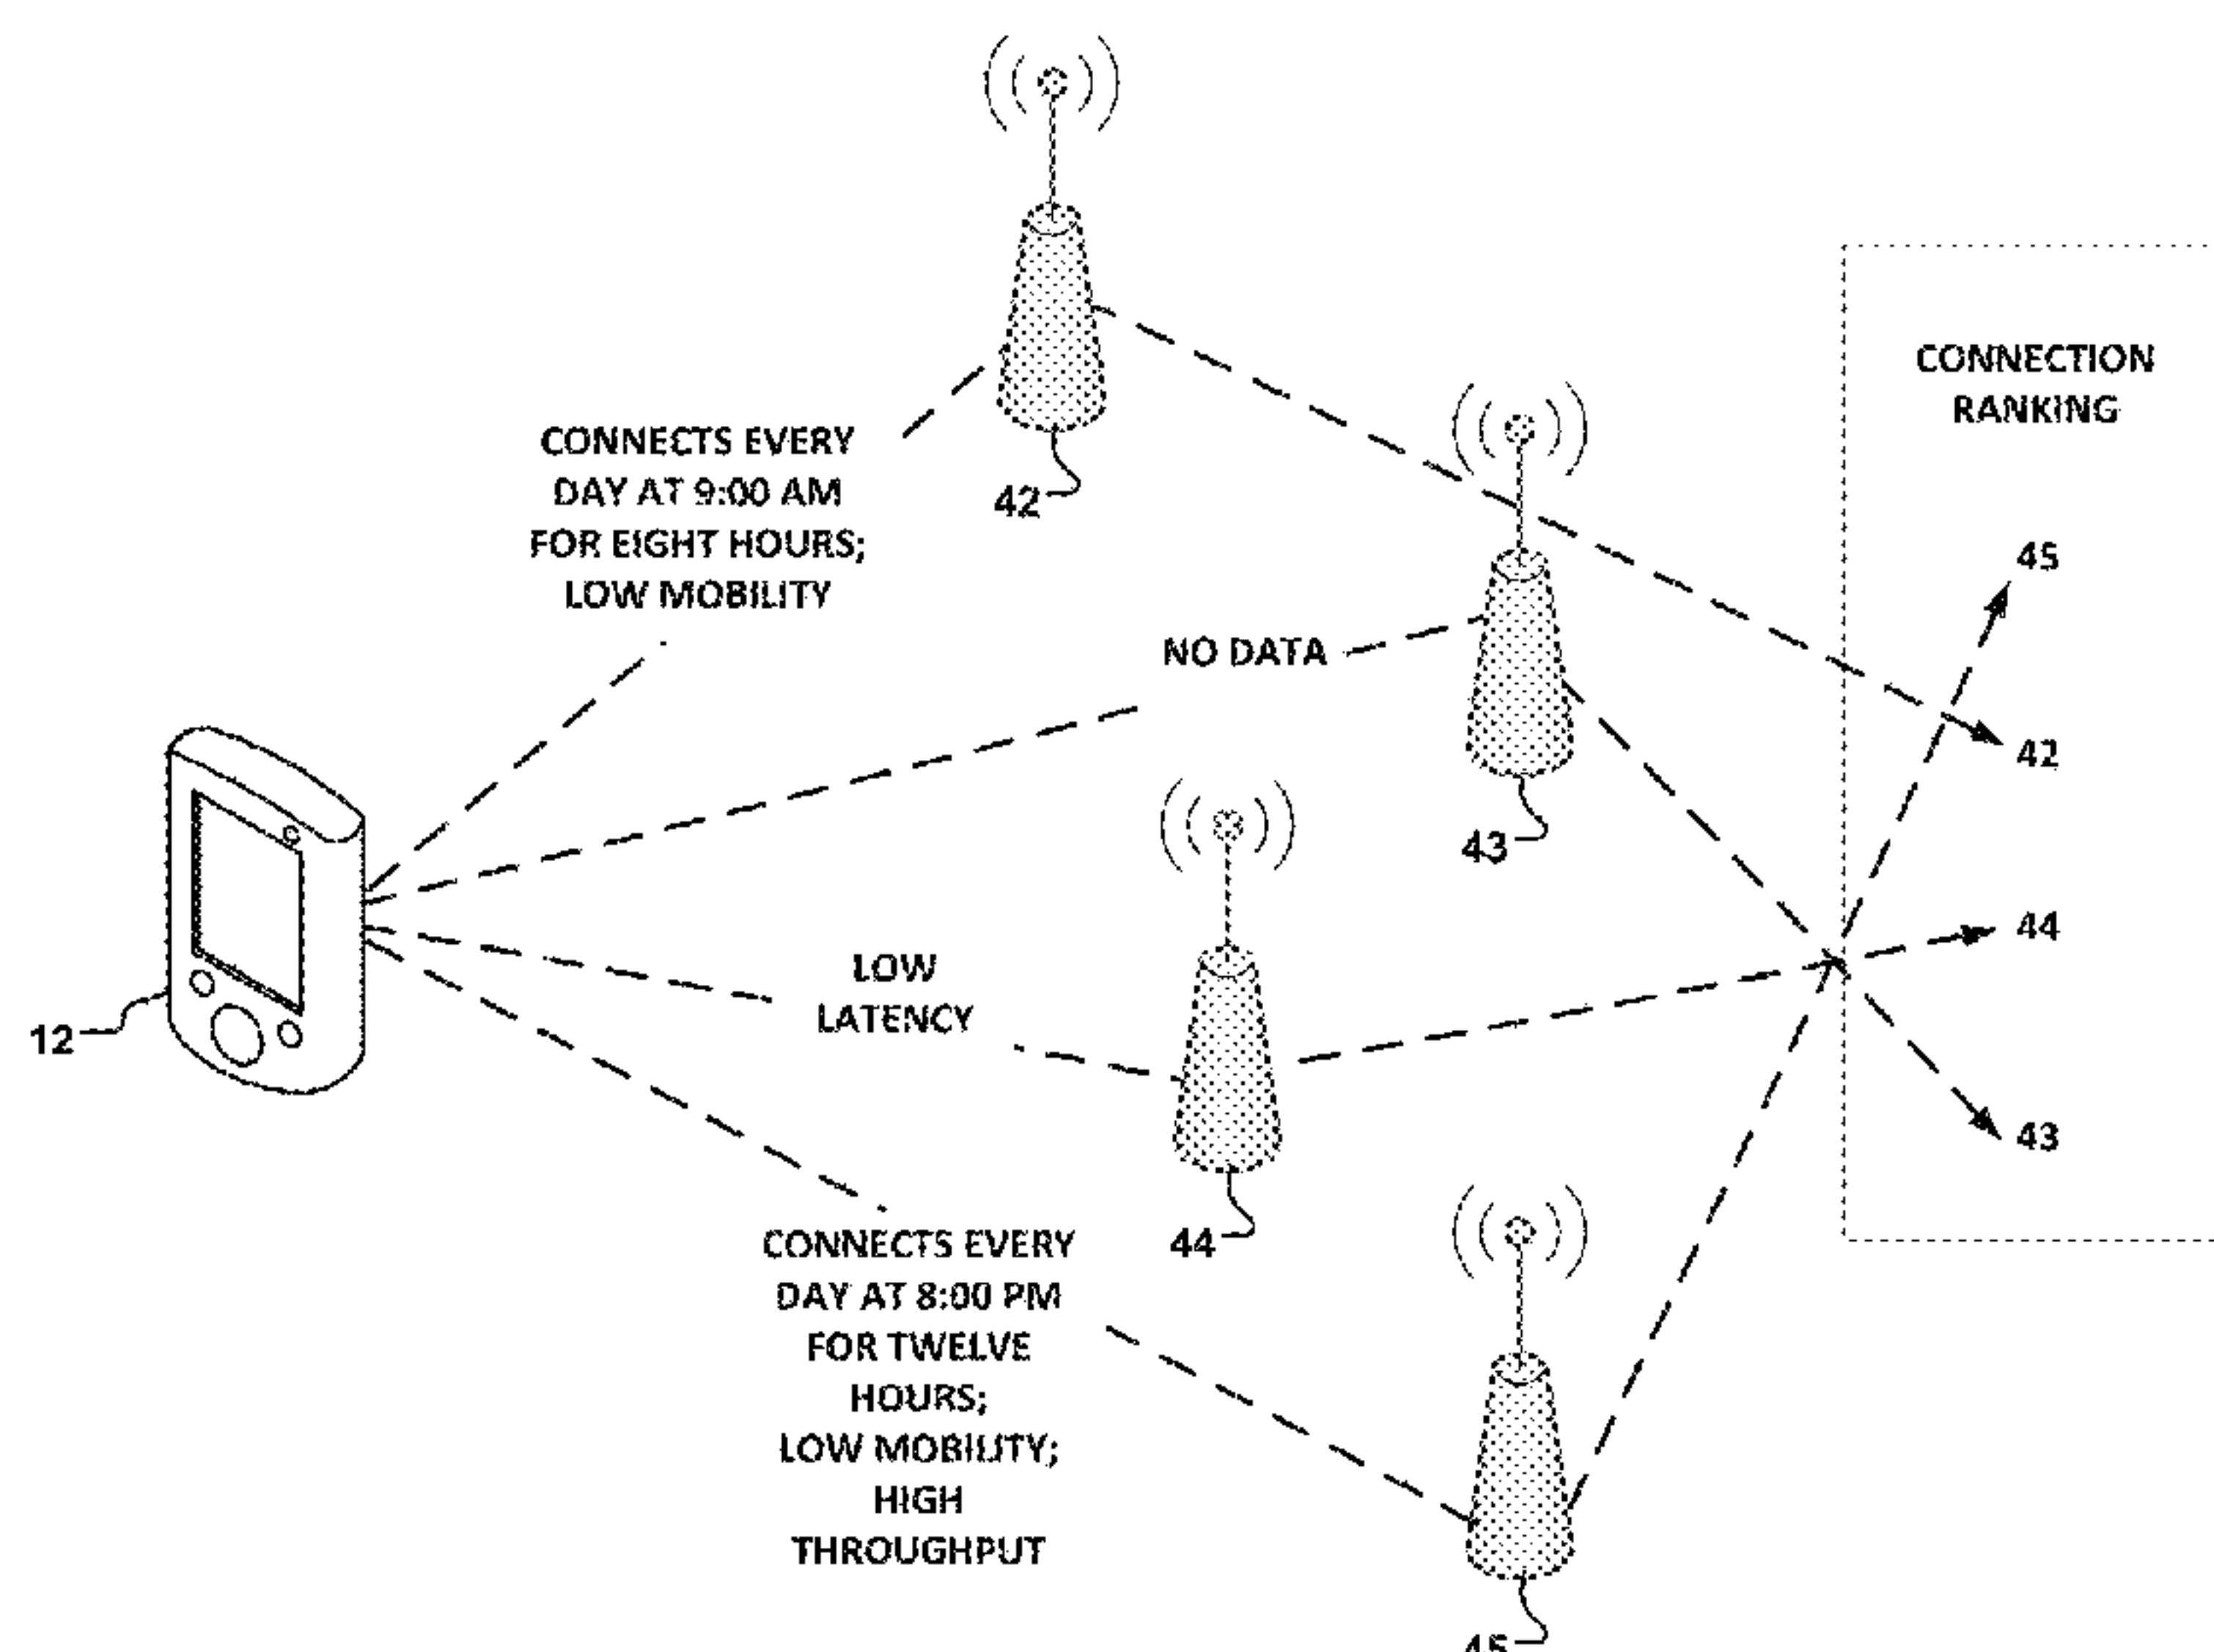 CONNECTION
RANKING
CONNECTS EVERY
DAY AT 9:00 AM
FOR EIGHT HOURS;
LOW MOBILITY
42
45
NO DATA
42
43
44
LOW
LATENCY
12
43
44
CONNECTS EVERY
DAY AT 8:00 PM
FOR TWELVE
HOURS;
LOW MOBILITY;
HIGH
THROUGHPUT
45